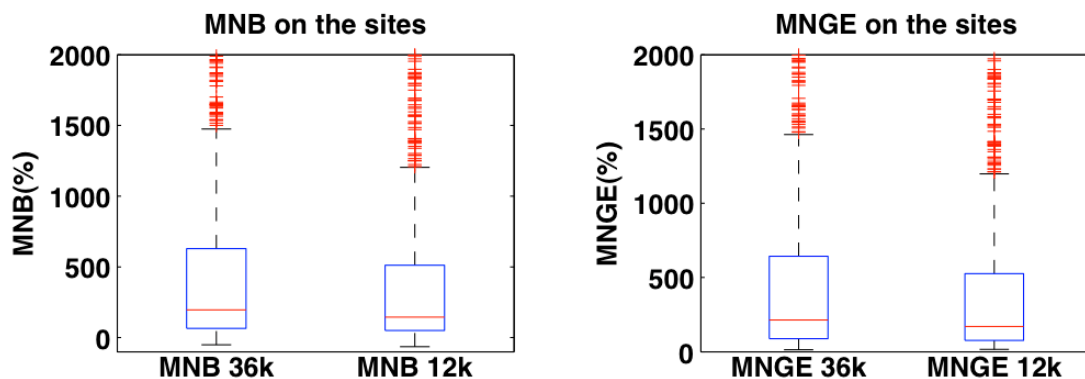 MNB on the sites
MNB(%)
2000
1500
1000
500
0
MNB 36k MNB 12k
MNGE on the sites
MNGE(%)
2000
1500
1000
500
0
MNGE 36k MNGE 12k